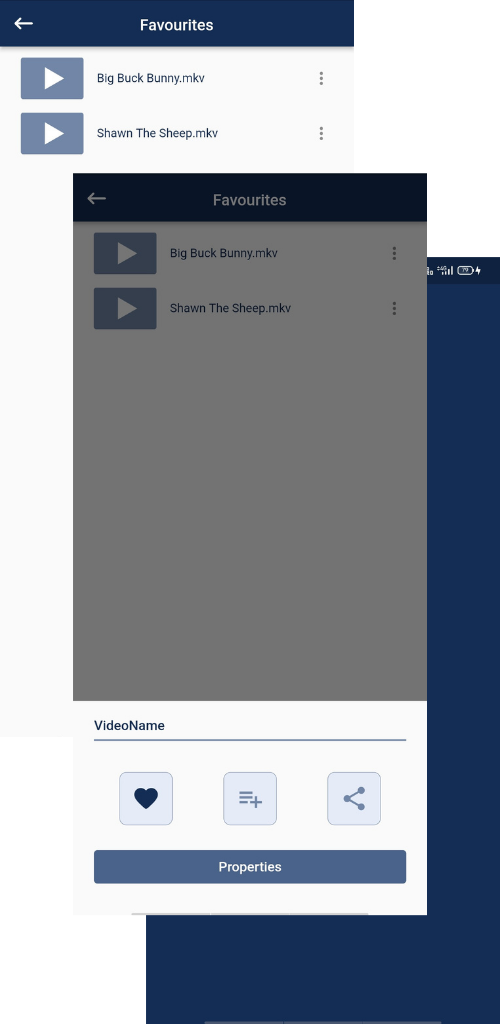 Favourites
Big Buck Bunny.mkv
Shawn The Sheep.mkv
Favourites
Big Buck Bunny.mkv
Shawn The Sheep.mkv
VideoName
Properties